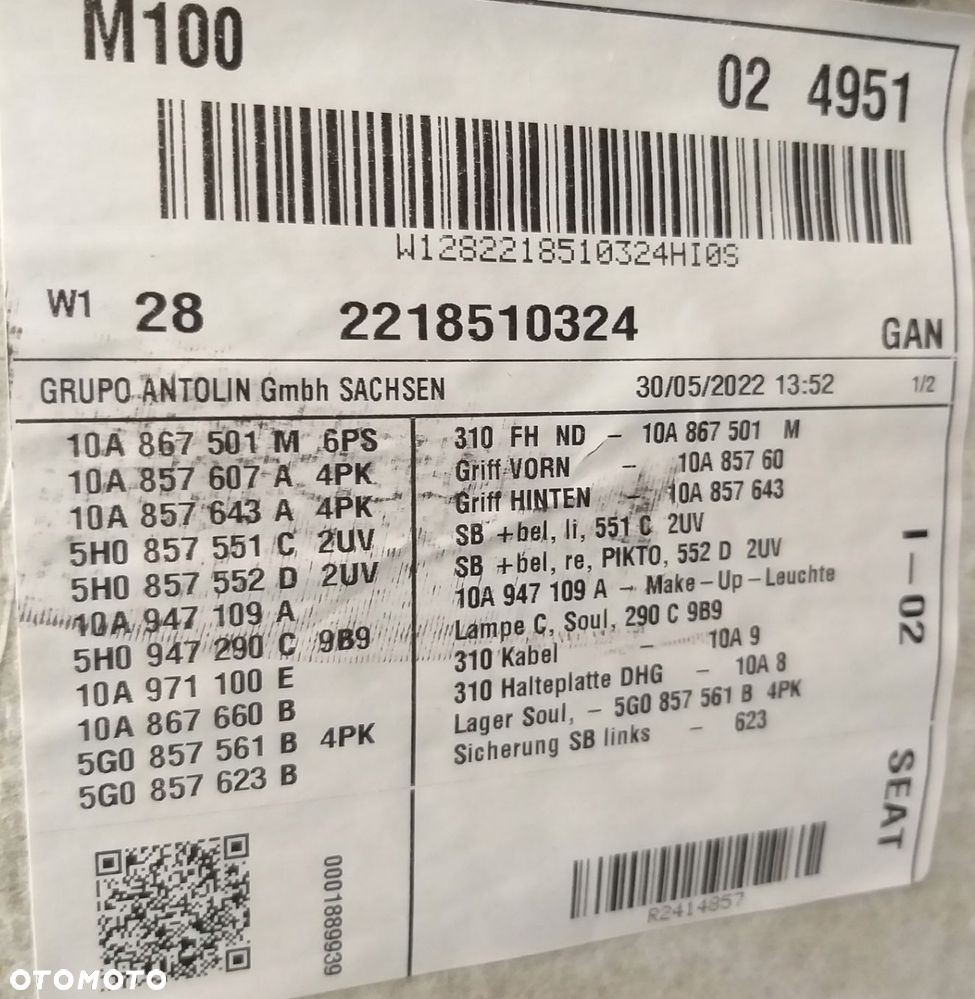 M100
02 4951
W1282218510324HI0S
W1 28 2218510324 GAN
GRUPO ANTOLIN Gmbh SACHSEN 30/05/2022 13:52 1/2
10A 867 501 M 6PS
10A 857 607 A 4PK
10A 857 643 A 4PK
5H0 857 551 C 2UV
5H0 857 552 D 2UV
10A 947 109 A
5H0 947 290 C 9B9
10A 971 100 E
10A 867 660 B
5G0 857 561 B 4PK
5G0 857 623 B
310 FH ND - 10A 867 501 M
Griff VORN - 10A 857 60
Griff HINTEN - 10A 857 643
SB +bel, li, 551 C 2UV
SB +bel, re, PIKTO, 552 D 2UV
10A 947 109 A - Make-Up-Leuchte
Lampe C, Soul, 290 C 9B9
310 Kabel - 10A 9
310 Halteplatte DHG - 10A 8
Lager Soul, - 5G0 857 561 B 4PK
Sicherung SB links - 623
I-02
SEAT
0001889939
R2414857
OTOMOTO